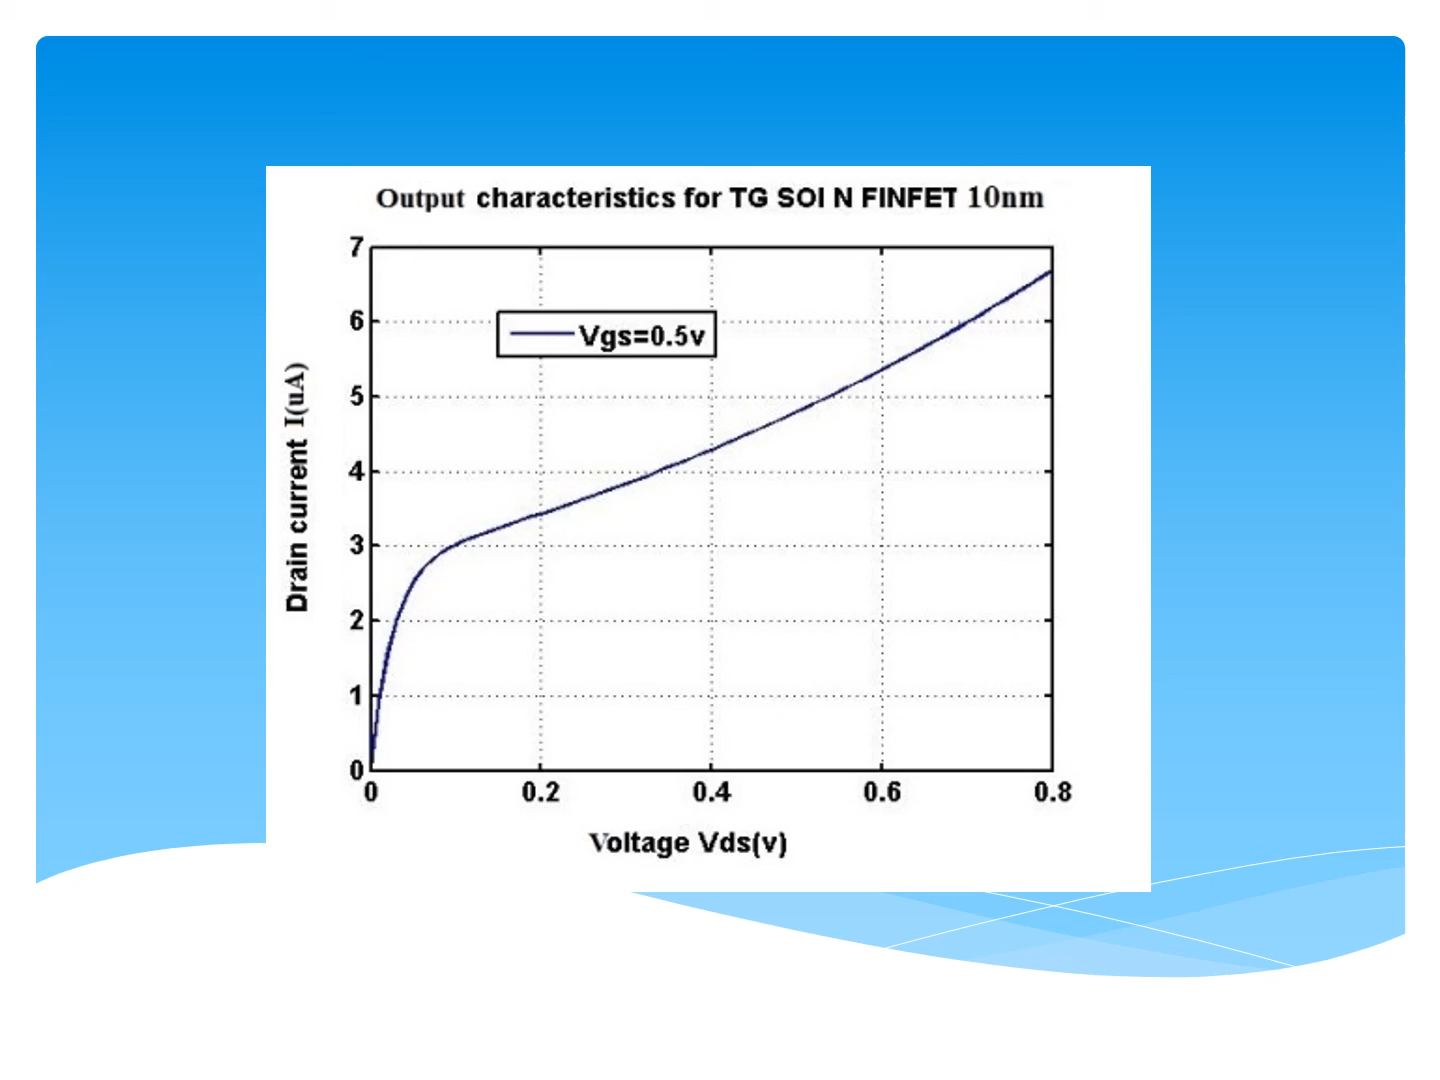 Output characteristics for TG SOI N FINFET 10nm
7
6
5
4
3
2
1
0
Vgs=0.5v
Drain current I(uA)
0 0.2 0.4 0.6 0.8
Voltage Vds(v)